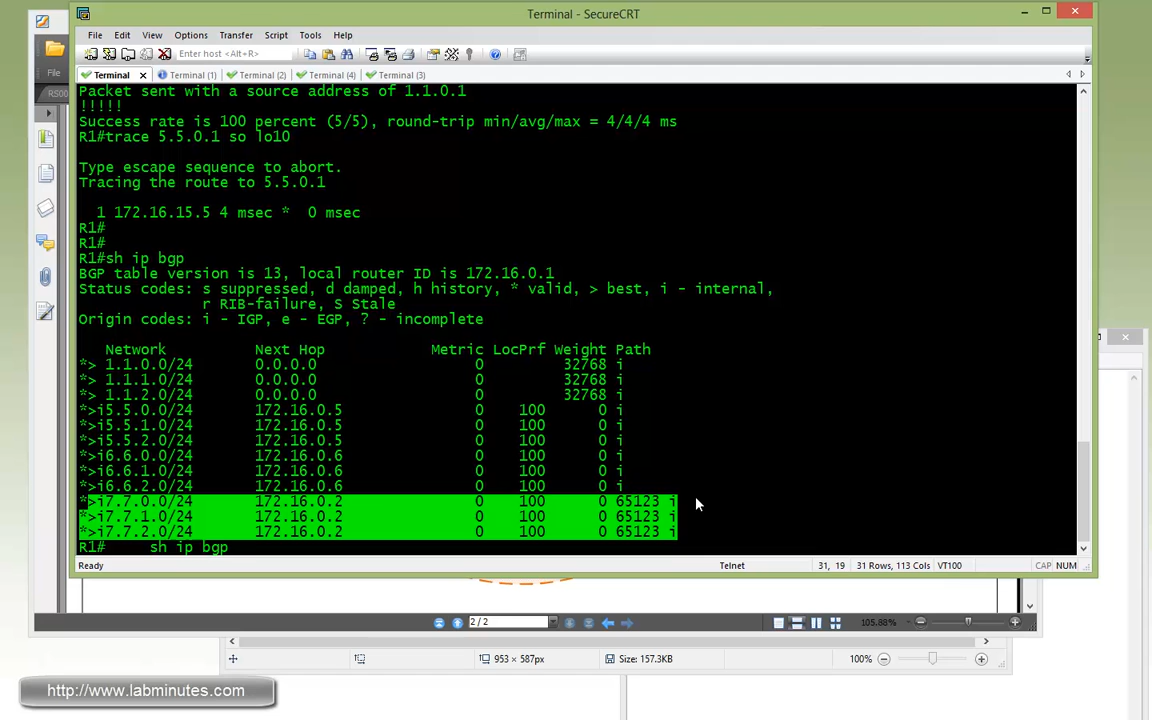 Terminal - SecureCRT
File Edit View Options Transfer Script Tools Help
Enter host <Alt+R>
File
Terminal Terminal (1) Terminal (2) Terminal (4) Terminal (3)
RS00
Packet sent with a source address of 1.1.0.1
!!!!!
Success rate is 100 percent (5/5), round-trip min/avg/max = 4/4/4 ms
R1#trace 5.5.0.1 so lo10
Type escape sequence to abort.
Tracing the route to 5.5.0.1
1 172.16.15.5 4 msec * 0 msec
R1#
R1#
R1#sh ip bgp
BGP table version is 13, local router ID is 172.16.0.1
Status codes: s suppressed, d damped, h history, * valid, > best, i - internal,
r RIB-failure, S Stale
Origin codes: i - IGP, e - EGP, ? - incomplete
Network Next Hop Metric LocPrf Weight Path
*> 1.1.0.0/24 0.0.0.0 0 32768 i
*> 1.1.1.0/24 0.0.0.0 0 32768 i
*> 1.1.2.0/24 0.0.0.0 0 32768 i
*>i5.5.0.0/24 172.16.0.5 0 100 0 i
*>i5.5.1.0/24 172.16.0.5 0 100 0 i
*>i5.5.2.0/24 172.16.0.5 0 100 0 i
*>i6.6.0.0/24 172.16.0.6 0 100 0 i
*>i6.6.1.0/24 172.16.0.6 0 100 0 i
*>i6.6.2.0/24 172.16.0.6 0 100 0 i
*>i7.7.0.0/24 172.16.0.2 0 100 0 65123 i
*>i7.7.1.0/24 172.16.0.2 0 100 0 65123 i
*>i7.7.2.0/24 172.16.0.2 0 100 0 65123 i
R1# sh ip bgp
Ready Telnet 31, 19 31 Rows, 113 Cols VT100 CAP NUM
2 / 2 105.88%
953 × 587px Size: 157.3KB 100%
http://www.labminutes.com